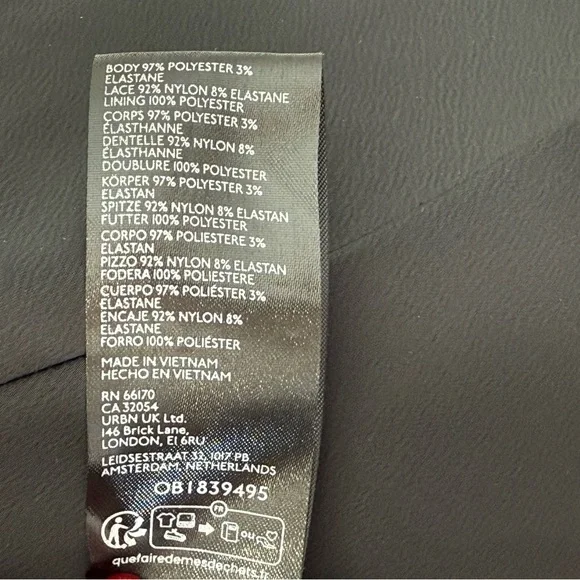 BODY 97% POLYESTER 3%
ELASTANE
LACE 92% NYLON 8% ELASTANE
LINING 100% POLYESTER
CORPS 97% POLYESTER 3%
ÉLASTHANNE
DENTELLE 92% NYLON 8%
ÉLASTHANNE
DOUBLURE 100% POLYESTER
KÖRPER 97% POLYESTER 3%
ELASTAN
SPITZE 92% NYLON 8% ELASTAN
FUTTER 100% POLYESTER
CORPO 97% POLIESTERE 3%
ELASTAN
PIZZO 92% NYLON 8% ELASTAN
FODERA 100% POLIESTERE
CUERPO 97% POLIÉSTER 3%
ELASTANE
ENCAJE 92% NYLON 8%
ELASTANE
FORRO 100% POLIÉSTER
MADE IN VIETNAM
HECHO EN VIETNAM
RN 66170
CA 32054
URBN UK Ltd.
146 Brick Lane,
LONDON, E1 6RU
LEIDSESTRAAT 32, 1017 PB
AMSTERDAM, NETHERLANDS
OB1839495
FR
OU
quefairedemesdechets.fr